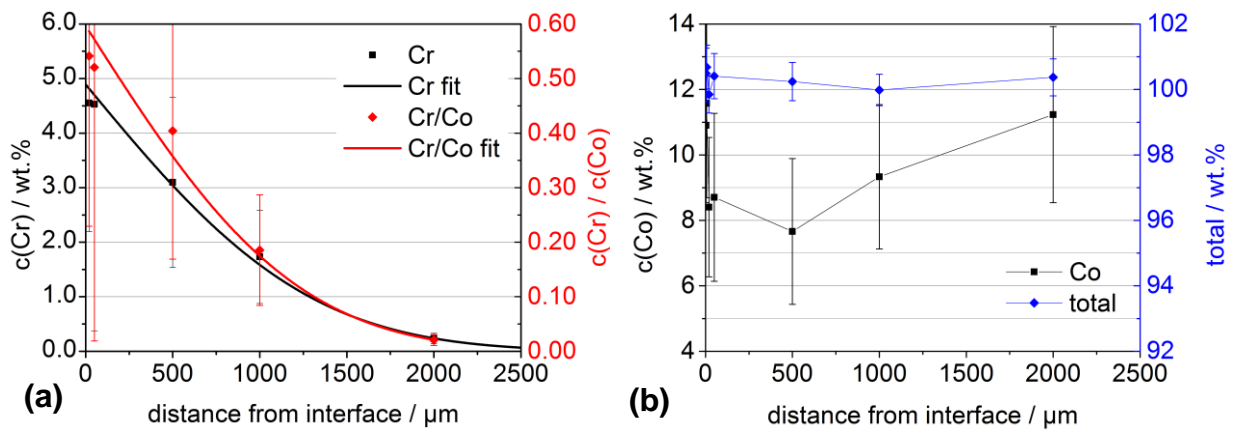 6.0
5.0
4.0
3.0
2.0
1.0
0.0
c(Cr) / wt.%
Cr
Cr fit
Cr/Co
Cr/Co fit
0.60
0.50
0.40
0.30
0.20
0.10
0.00
c(Cr) / c(Co)
0 500 1000 1500 2000 2500
distance from interface / µm
(a)
14
12
10
8
6
4
c(Co) / wt.%
Co
total
102
100
98
96
94
92
total / wt.%
0 500 1000 1500 2000 2500
distance from interface / µm
(b)